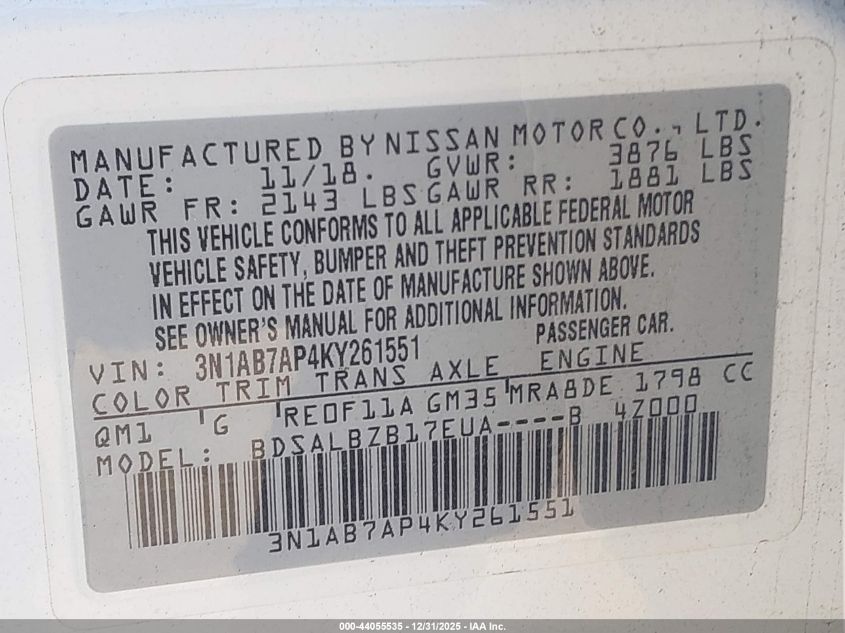 MANUFACTURED BY NISSAN MOTOR CO., LTD.
DATE: 11/18. GVWR: 3876 LBS
GAWR FR: 2143 LBS GAWR RR: 1881 LBS
THIS VEHICLE CONFORMS TO ALL APPLICABLE FEDERAL MOTOR
VEHICLE SAFETY, BUMPER AND THEFT PREVENTION STANDARDS
IN EFFECT ON THE DATE OF MANUFACTURE SHOWN ABOVE.
SEE OWNER'S MANUAL FOR ADDITIONAL INFORMATION.
VIN: 3N1AB7AP4KY261551 PASSENGER CAR.
COLOR TRIM TRANS AXLE ENGINE
QM1 G RE0F11A GM35 MRA8DE 1798 CC
MODEL: BDSALBZB17EUA----B 4Z000
3N1AB7AP4KY261551
000-44055535 - 12/31/2025 - IAA Inc.